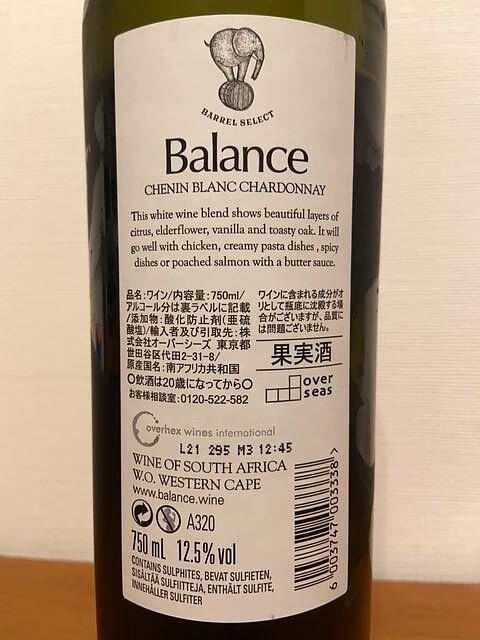 BARREL SELECT
Balance
CHENIN BLANC CHARDONNAY
This white wine blend shows beautiful layers of
citrus, elderflower, vanilla and toasty oak. It will
go well with chicken, creamy pasta dishes , spicy
dishes or poached salmon with a butter sauce.
品名:ワイン/内容量:750ml/
アルコール分は裏ラベルに記載
/添加物:酸化防止剤(亜硫
酸塩)/輸入者及び引取先:株
式会社オーバーシーズ 東京都
世田谷区代田2-31-8/
原産国名:南アフリカ共和国
〇飲酒は20歳になってから〇
お客様相談室:0120-522-582
ワインに含まれる成分がオ
リとして瓶底に沈殿する場
合がございますが、品質に
は問題ございません。
果実酒
over
seas
overhex wines international
L21 295 M3 12:45
WINE OF SOUTH AFRICA
W.O. WESTERN CAPE
www.balance.wine
A320
750 mL 12.5% vol
CONTAINS SULPHITES, BEVAT SULFIETEN,
SISÄLTÄÄ SULFIITTEJA, ENTHÄLT SULFITE,
INNEHÅLLER SULFITER
6 003747 003338 >